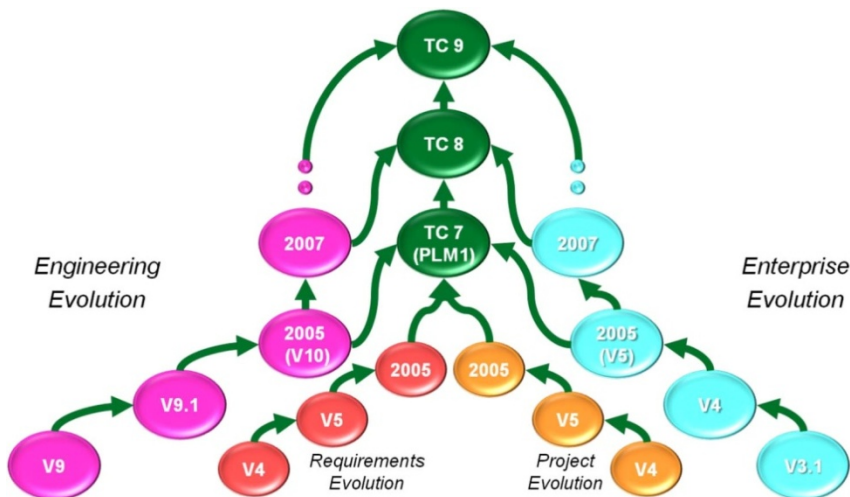 TC 9
TC 8
2007
TC 7
(PLM1)
2007
Engineering
Evolution
Enterprise
Evolution
2005
(V10)
2005
2005
2005
(V5)
V9.1
V5
V5
V4
V9
V4
Requirements
Evolution
Project
Evolution
V4
V3.1